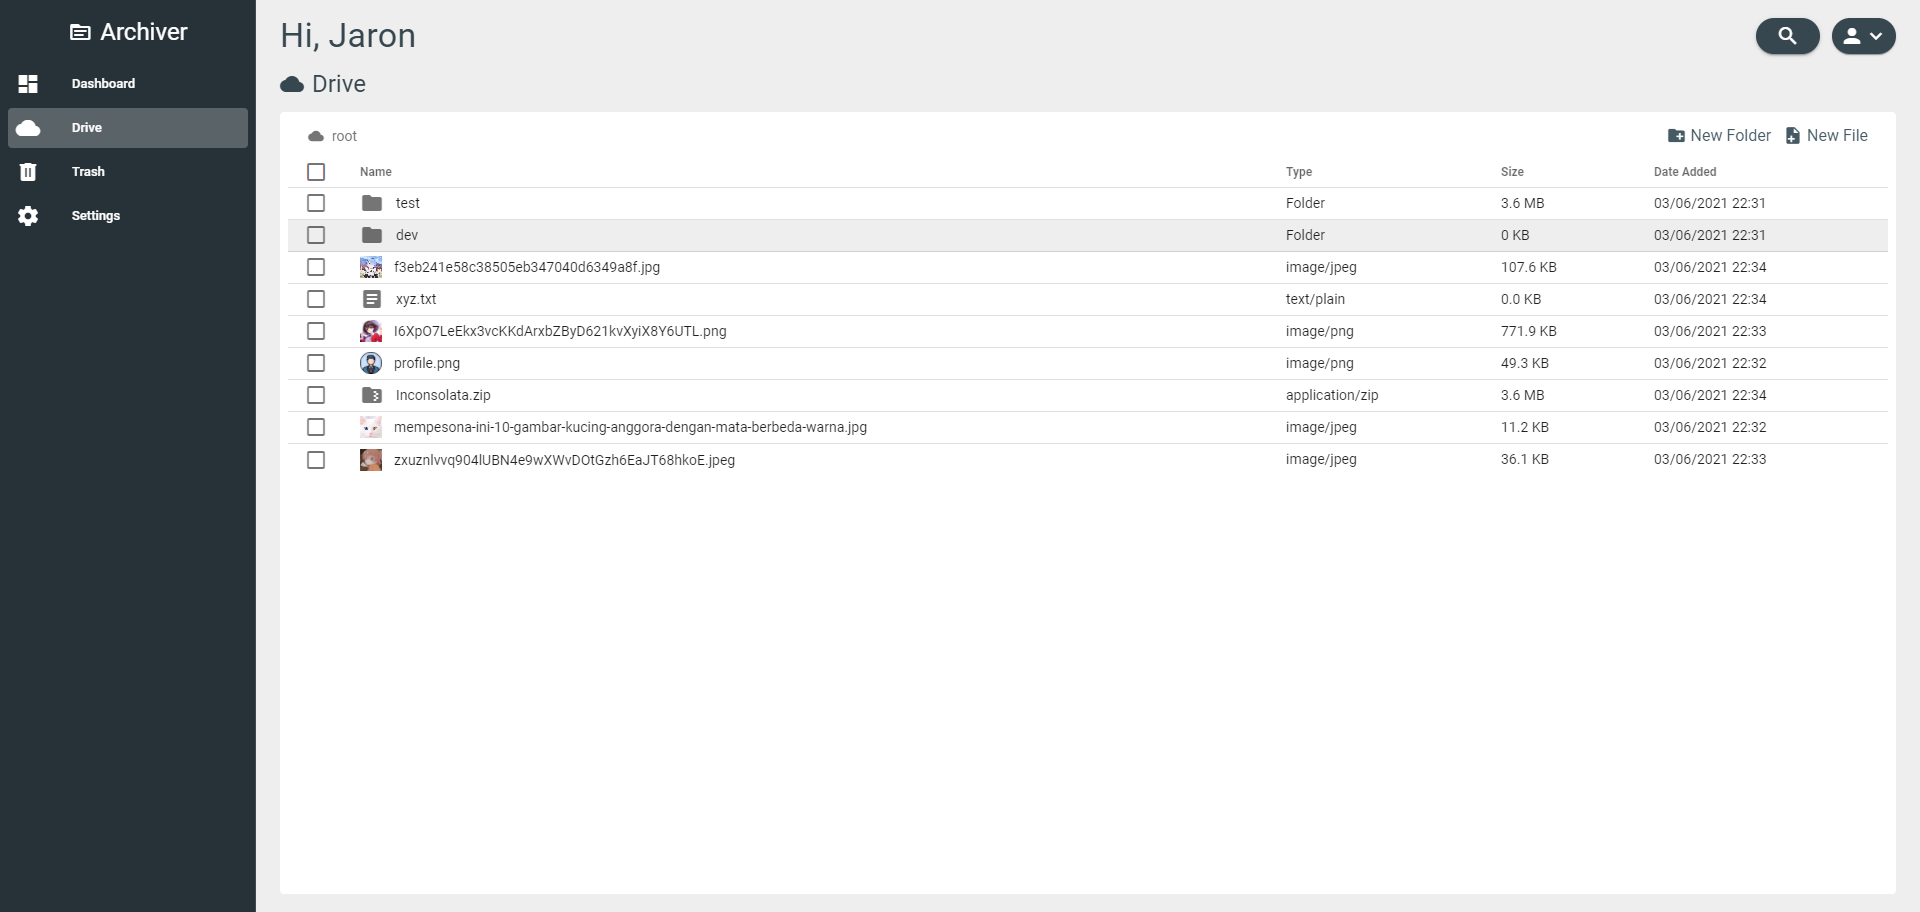 Archiver
Dashboard
Drive
Trash
Settings
Hi, Jaron
Drive
root New Folder New File
Name Type Size Date Added
test Folder 3.6 MB 03/06/2021 22:31
dev Folder 0 KB 03/06/2021 22:31
f3eb241e58c38505eb347040d6349a8f.jpg image/jpeg 107.6 KB 03/06/2021 22:34
xyz.txt text/plain 0.0 KB 03/06/2021 22:34
I6XpO7LeEkx3vcKKdArxbZByD621kvXyiX8Y6UTL.png image/png 771.9 KB 03/06/2021 22:33
profile.png image/png 49.3 KB 03/06/2021 22:32
Inconsolata.zip application/zip 3.6 MB 03/06/2021 22:34
mempesona-ini-10-gambar-kucing-anggora-dengan-mata-berbeda-warna.jpg image/jpeg 11.2 KB 03/06/2021 22:32
zxuznlvvq904lUBN4e9wXWvDOtGzh6EaJT68hkoE.jpeg image/jpeg 36.1 KB 03/06/2021 22:33